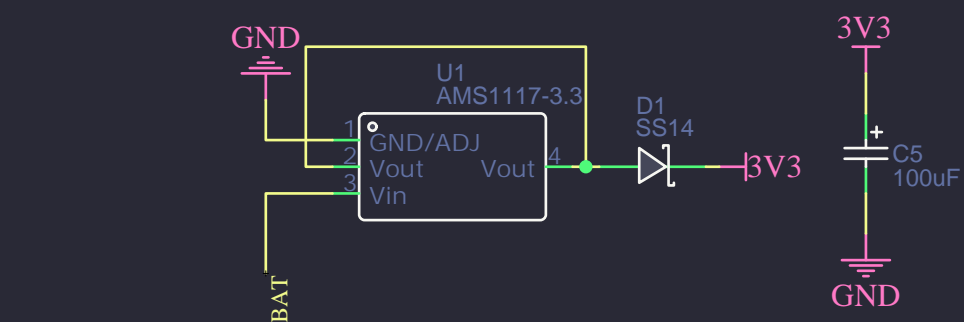 GND
3V3
U1
AMS1117-3.3
D1
SS14
1
GND/ADJ
2
Vout
Vout
4
3V3
3
Vin
C5
100uF
BAT
GND